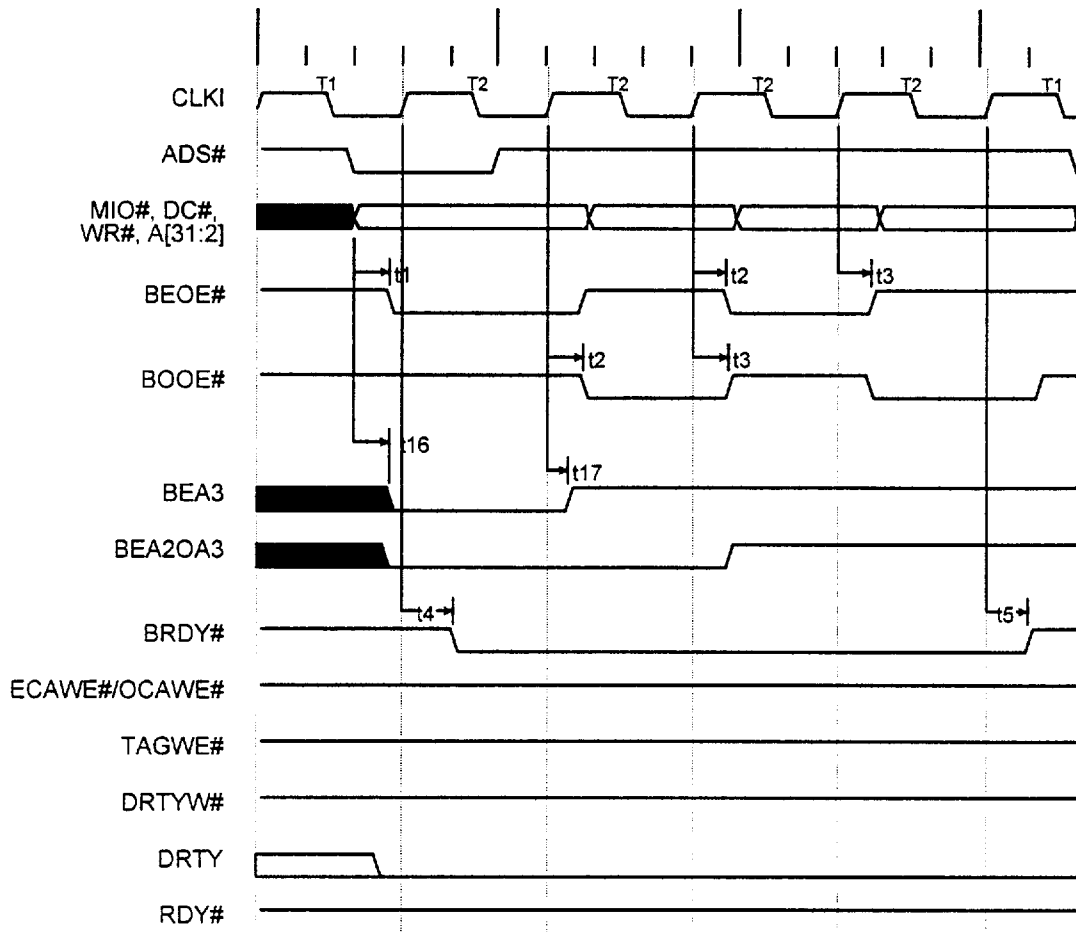 T1 T2 T2 T2 T2 T1
CLKI
ADS#
MIO#, DC#,
WR#, A[31:2]
t1 t2 t3
BEOE#
t2 t3
BOOE#
t16
t17
BEA3
BEA2OA3
t4 t5
BRDY#
ECAWE#/OCAWE#
TAGWE#
DRTYW#
DRTY
RDY#